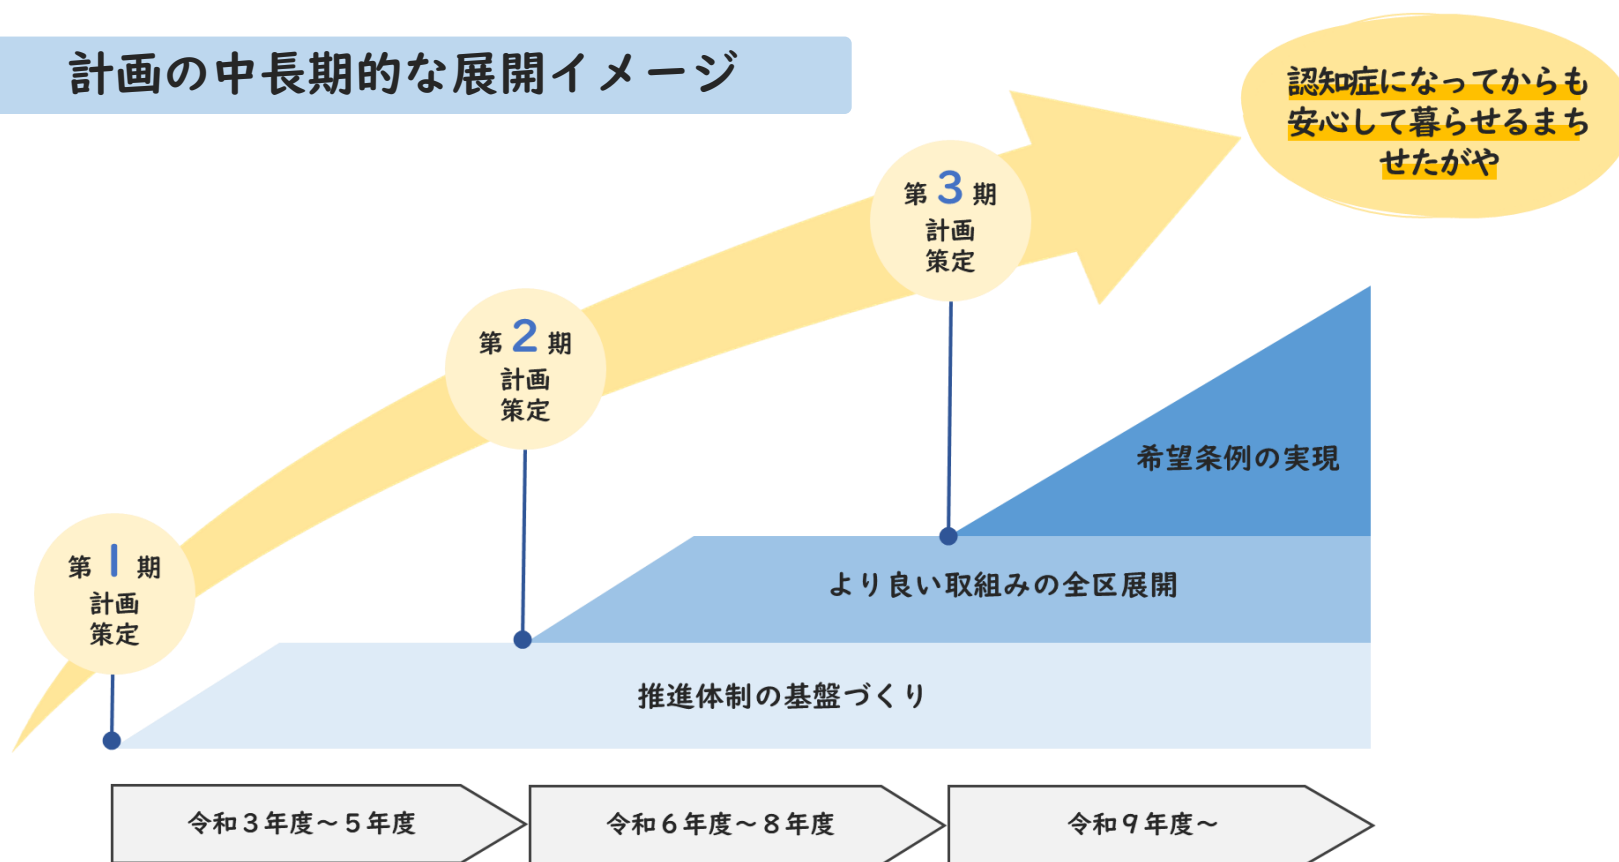 計画の中長期的な展開イメージ
認知症になってからも
安心して暮らせるまち
せたがや
第3期
計画
策定
第2期
計画
策定
第1期
計画
策定
希望条例の実現
より良い取組みの全区展開
推進体制の基盤づくり
令和3年度～5年度
令和6年度～8年度
令和9年度～